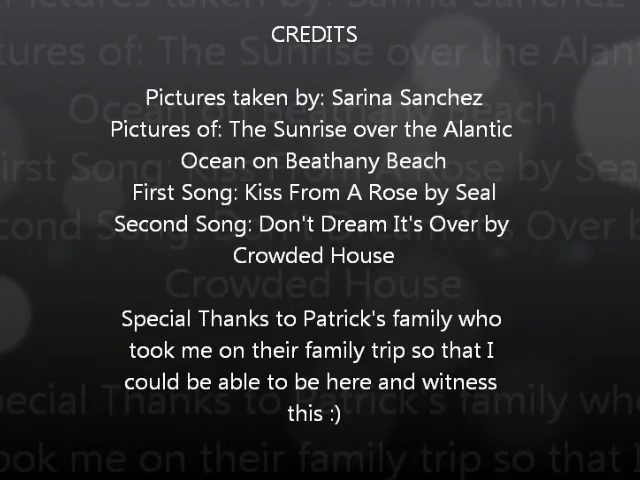 CREDITS
Pictures taken by: Sarina Sanchez
Pictures of: The Sunrise over the Alantic
Ocean on Beathany Beach
First Song: Kiss From A Rose by Seal
Second Song: Don't Dream It's Over by
Crowded House
Special Thanks to Patrick's family who
took me on their family trip so that I
could be able to be here and witness
this :)